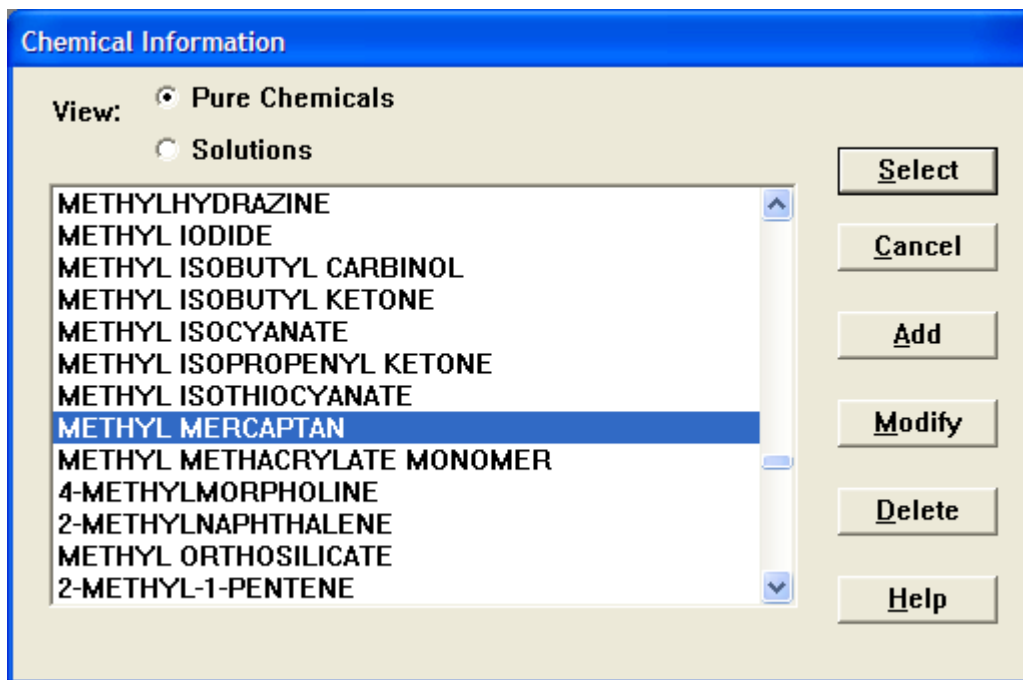 Chemical Information
View:
Pure Chemicals
Solutions
METHYLHYDRAZINE
METHYL IODIDE
METHYL ISOBUTYL CARBINOL
METHYL ISOBUTYL KETONE
METHYL ISOCYANATE
METHYL ISOPROPENYL KETONE
METHYL ISOTHIOCYANATE
METHYL MERCAPTAN
METHYL METHACRYLATE MONOMER
4-METHYLMORPHOLINE
2-METHYLNAPHTHALENE
METHYL ORTHOSILICATE
2-METHYL-1-PENTENE
Select
Cancel
Add
Modify
Delete
Help